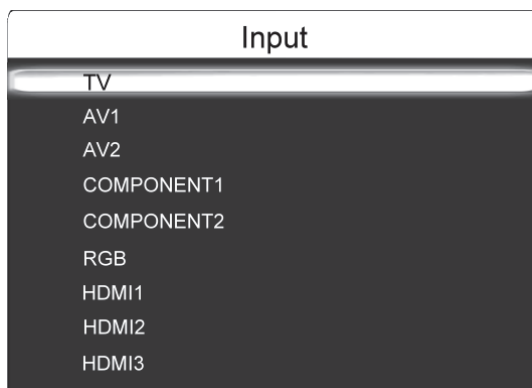 Input
TV
AV1
AV2
COMPONENT1
COMPONENT2
RGB
HDMI1
HDMI2
HDMI3